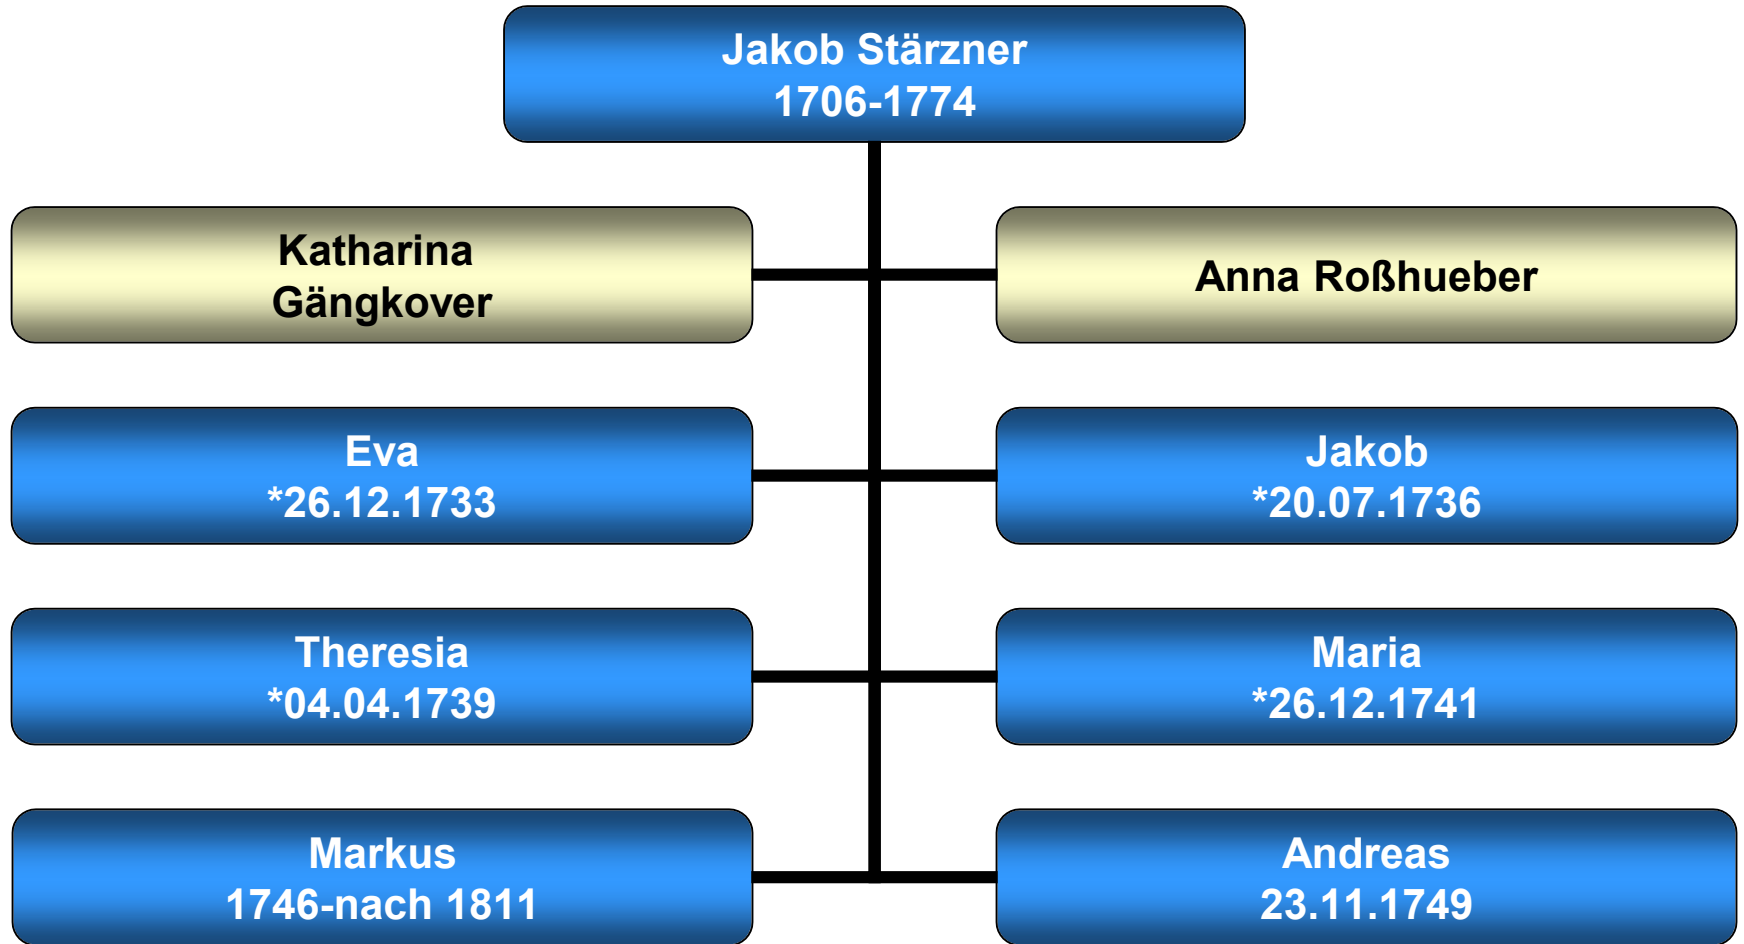 Jakob Stärzner
1706-1774
Katharina
Gängkover
Anna Roßhueber
Eva
*26.12.1733
Jakob
*20.07.1736
Theresia
*04.04.1739
Maria
*26.12.1741
Markus
1746-nach 1811
Andreas
23.11.1749